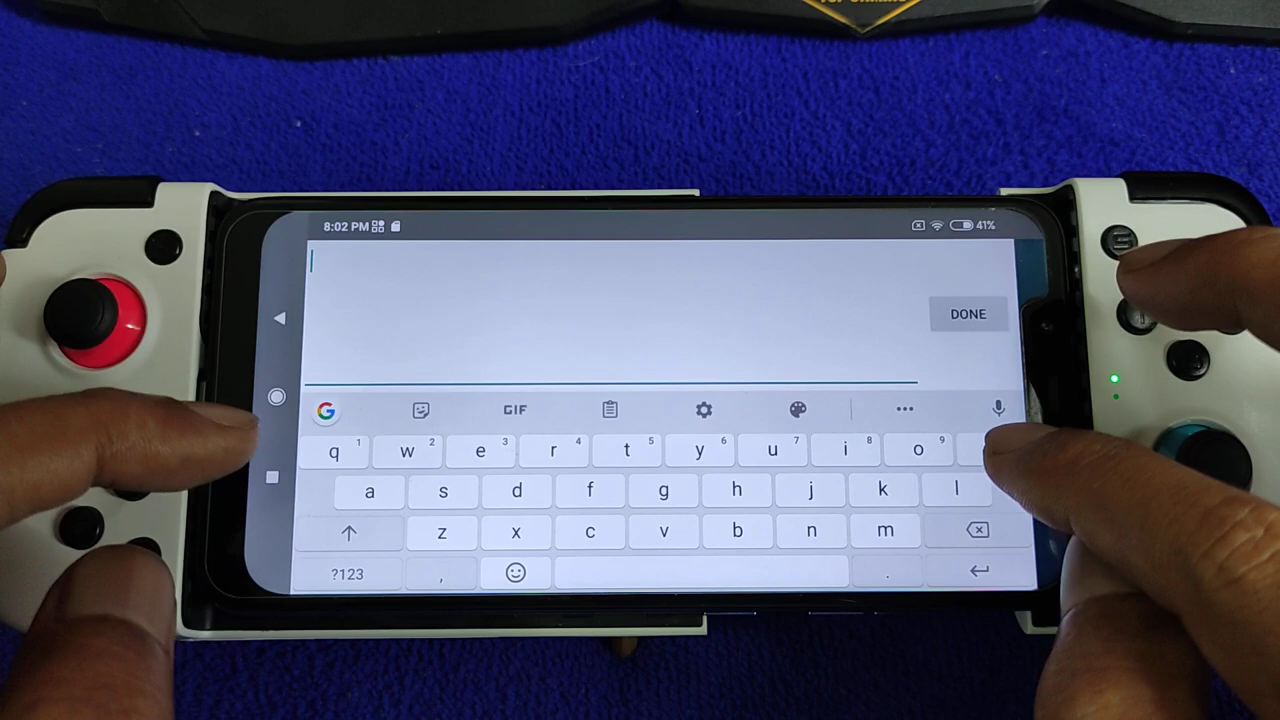 8:02 PM 41%
DONE
G GIF
q 1 w 2 e 3 r 4 t 5 y 6 u 7 i 8 o 9
a s d f g h j k l
z x c v b n m
?123 , .